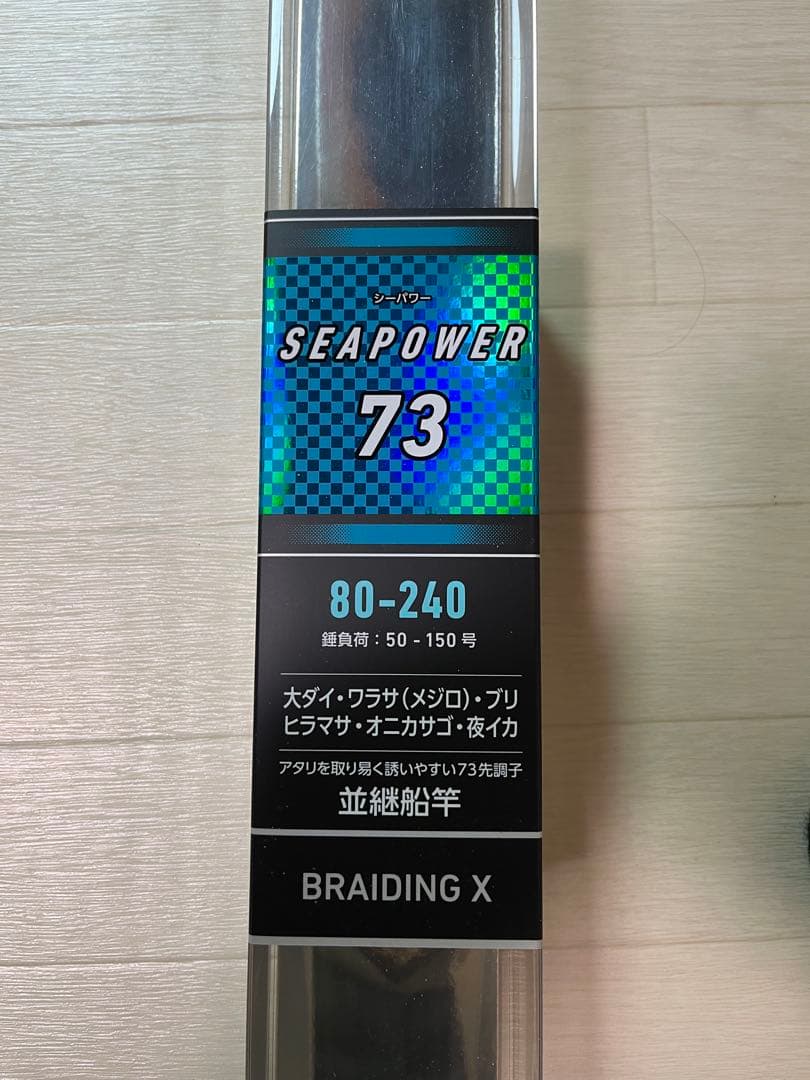 シーパワー
SEAPOWER
73
80-240
錘負荷：50 - 150 号
大ダイ・ワラサ(メジロ)・ブリ
ヒラマサ・オニカサゴ・夜イカ
アタリを取り易く誘いやすい73先調子
並継船竿
BRAIDING X